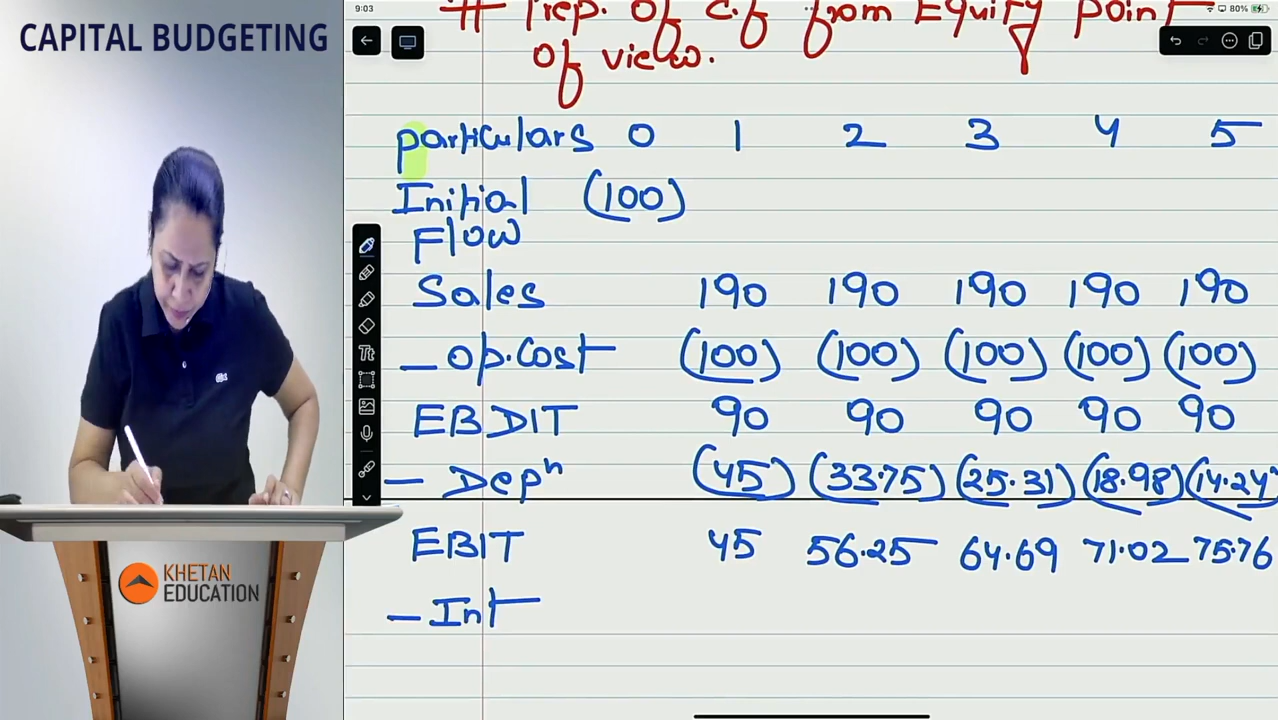 CAPITAL BUDGETING
9:03
80%
# Prep. of c.f from Equity point
of view.
particulars 0 1 2 3 4 5
Initial (100)
Flow
Sales 190 190 190 190 190
- op.cost (100) (100) (100) (100) (100)
EBDIT 90 90 90 90 90
- Depⁿ (45) (33.75) (25.31) (18.98) (14.24)
EBIT 45 56.25 64.69 71.02 75.76
- Int
Tt
KHETAN
EDUCATION